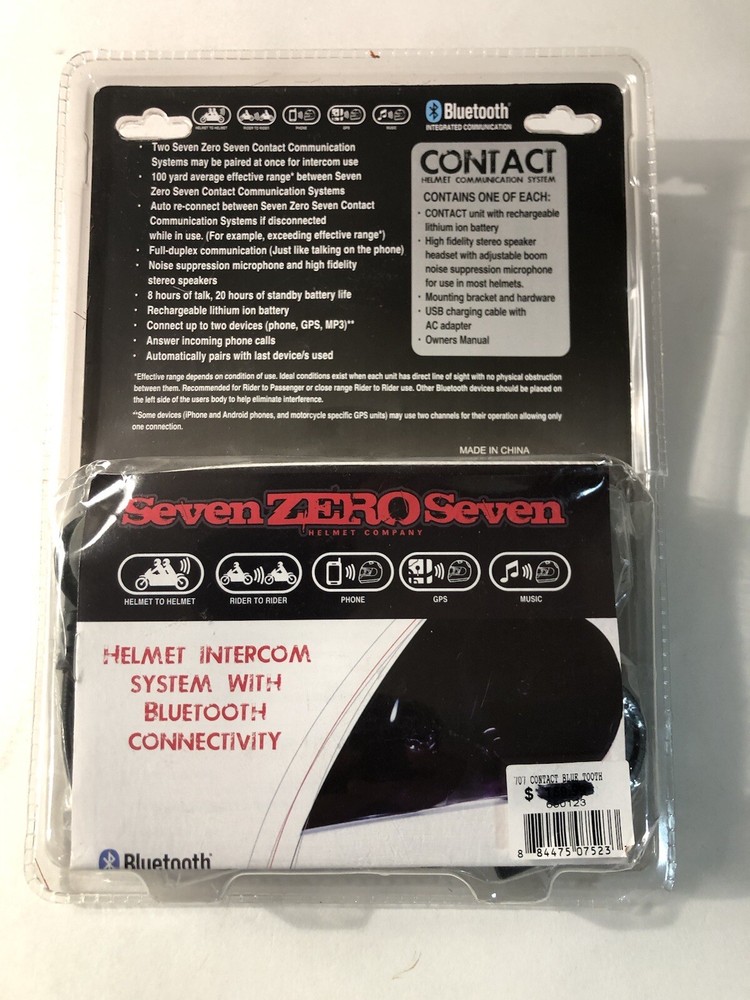 HELMET TO HELMET
RIDER TO RIDER
PHONE
GPS
MUSIC
Bluetooth®
INTEGRATED COMMUNICATION
• Two Seven Zero Seven Contact Communication
Systems may be paired at once for intercom use
• 100 yard average effective range* between Seven
Zero Seven Contact Communication Systems
• Auto re-connect between Seven Zero Seven Contact
Communication Systems if disconnected
while in use. (For example, exceeding effective range*)
• Full-duplex communication (Just like talking on the phone)
• Noise suppression microphone and high fidelity
stereo speakers
• 8 hours of talk, 20 hours of standby battery life
• Rechargeable lithium ion battery
• Connect up to two devices (phone, GPS, MP3)**
• Answer incoming phone calls
• Automatically pairs with last device/s used
CONTACT
HELMET COMMUNICATION SYSTEM
CONTAINS ONE OF EACH:
• CONTACT unit with rechargeable
lithium ion battery
• High fidelity stereo speaker
headset with adjustable boom
noise suppression microphone
for use in most helmets.
• Mounting bracket and hardware
• USB charging cable with
AC adapter
• Owners Manual
*Effective range depends on condition of use. Ideal conditions exist when each unit has direct line of sight with no physical obstruction
between them. Recommended for Rider to Passenger or close range Rider to Rider use. Other Bluetooth devices should be placed on
the left side of the users body to help eliminate interference.
**Some devices (iPhone and Android phones, and motorcycle specific GPS units) may use two channels for their operation allowing only
one connection.
MADE IN CHINA
Seven ZERO Seven
HELMET COMPANY
HELMET TO HELMET
RIDER TO RIDER
PHONE
GPS
MUSIC
HELMET INTERCOM
SYSTEM WITH
BLUETOOTH
CONNECTIVITY
Bluetooth
707 CONTACT BLUE TOOTH
$
8 84475 07523